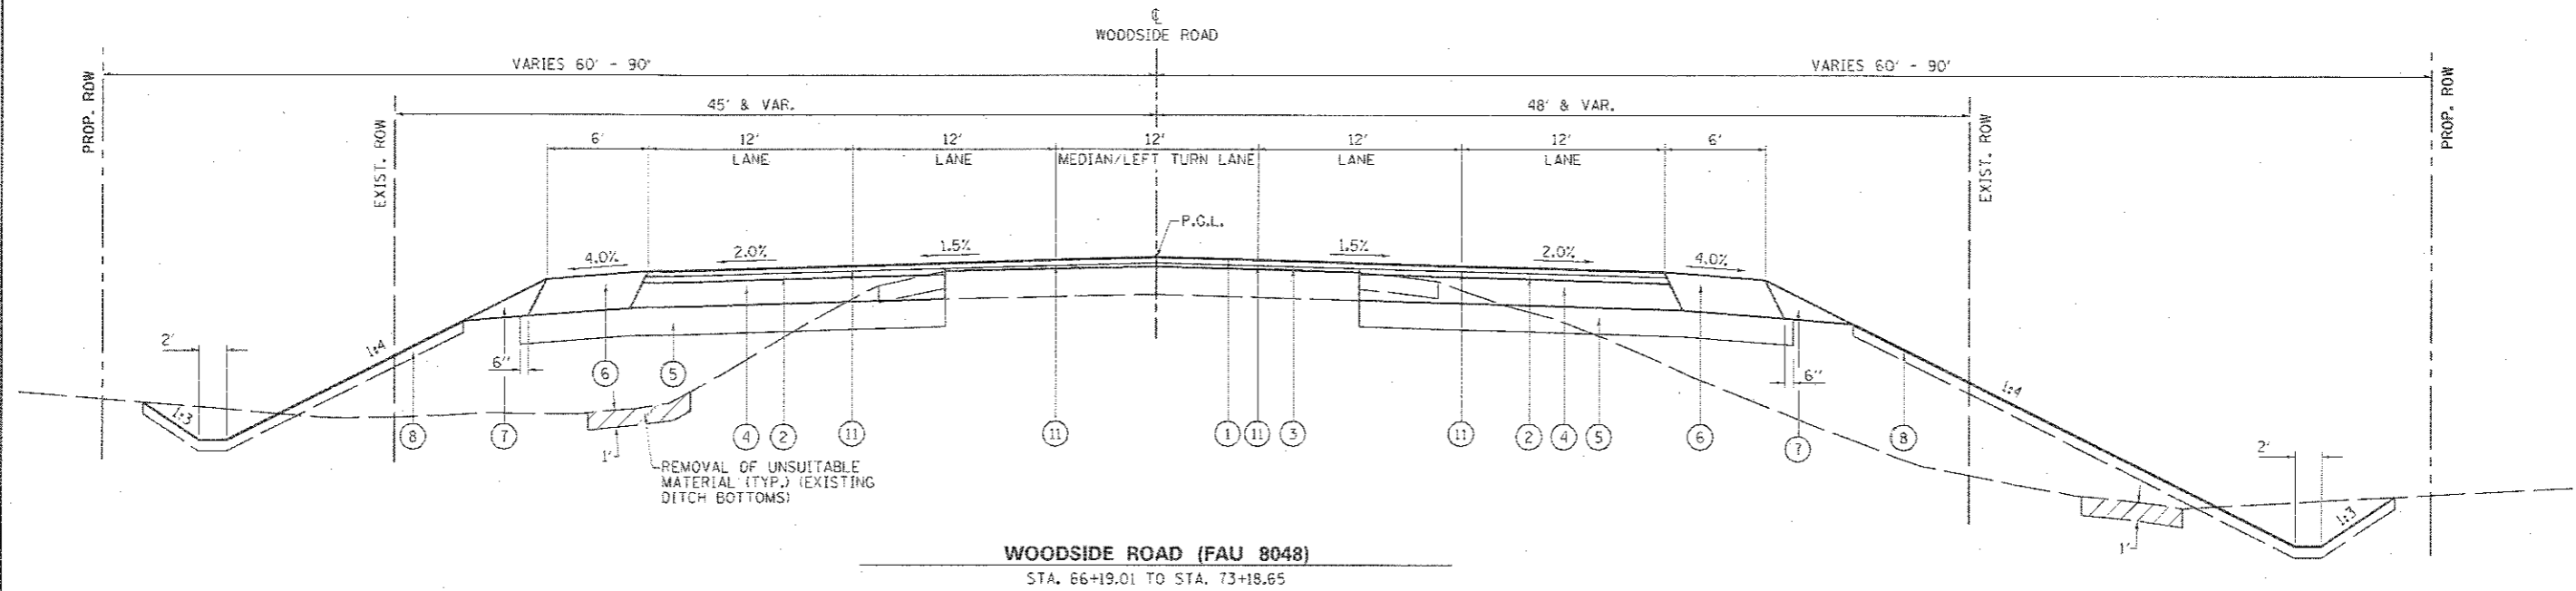 ℄
WOODSIDE ROAD
VARIES 60' - 90'
VARIES 60' - 90'
PROP. ROW
EXIST. ROW
45' & VAR.
48' & VAR.
EXIST. ROW
PROP. ROW
6'
12'
LANE
12'
LANE
12'
MEDIAN/LEFT TURN LANE
12'
LANE
12'
LANE
6'
P.G.L.
4.0%
2.0%
1.5%
1.5%
2.0%
4.0%
2'
1:4
1:3
6"
6
5
8
7
1'
4
2
11
11
1
11
3
11
2
4
5
6
7
8
6"
1:4
2'
1:3
1'
REMOVAL OF UNSUITABLE
MATERIAL (TYP.) (EXISTING
DITCH BOTTOMS)
WOODSIDE ROAD (FAU 8048)
STA. 66+19.01 TO STA. 73+18.65